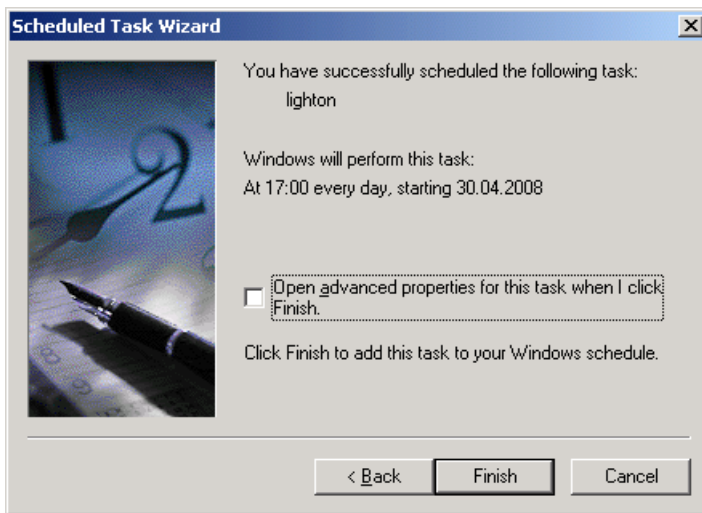 Scheduled Task Wizard
You have successfully scheduled the following task:
lighton
Windows will perform this task:
At 17:00 every day, starting 30.04.2008
Open advanced properties for this task when I click
Finish.
Click Finish to add this task to your Windows schedule.
< Back
Finish
Cancel